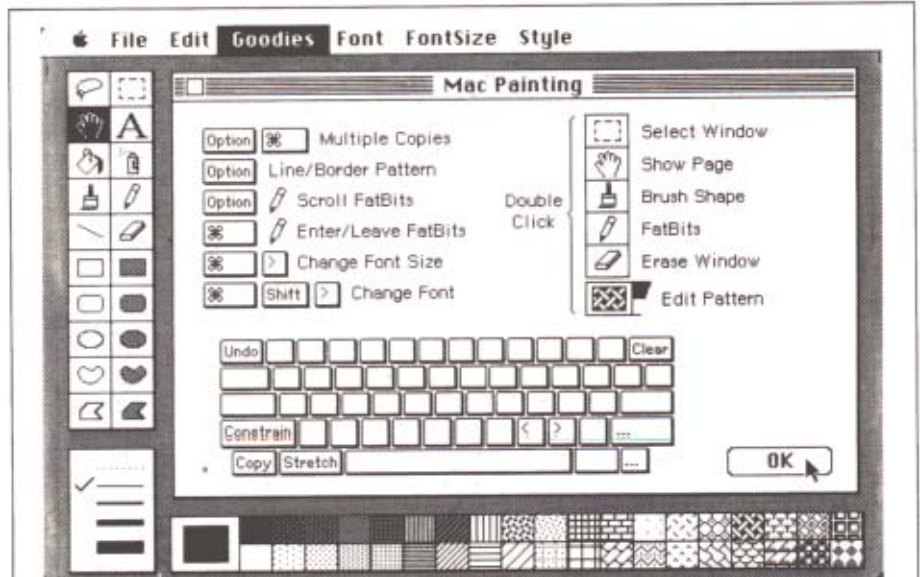 File Edit Goodies Font FontSize Style
Mac Painting
Option ⌘ Multiple Copies
Option Line/Border Pattern
Option Scroll FatBits
⌘ Enter/Leave FatBits
⌘ > Change Font Size
⌘ Shift > Change Font
Double
Click
Select Window
Show Page
Brush Shape
FatBits
Erase Window
Edit Pattern
A
Undo Clear
Constrain < > ...
Copy Stretch ...
OK